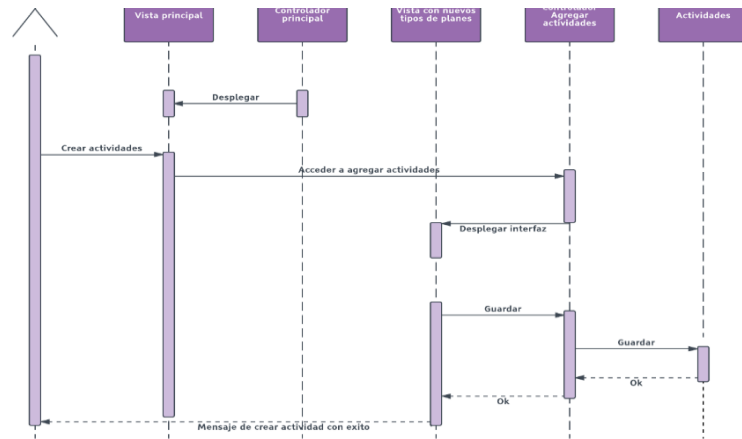 Vista principal
Controlador
principal
Vista con nuevos
tipos de planes
Controlador
Agregar
actividades
Actividades
Desplegar
Crear actividades
Acceder a agregar actividades
Desplegar interfaz
Guardar
Guardar
Ok
Ok
Mensaje de crear actividad con exito